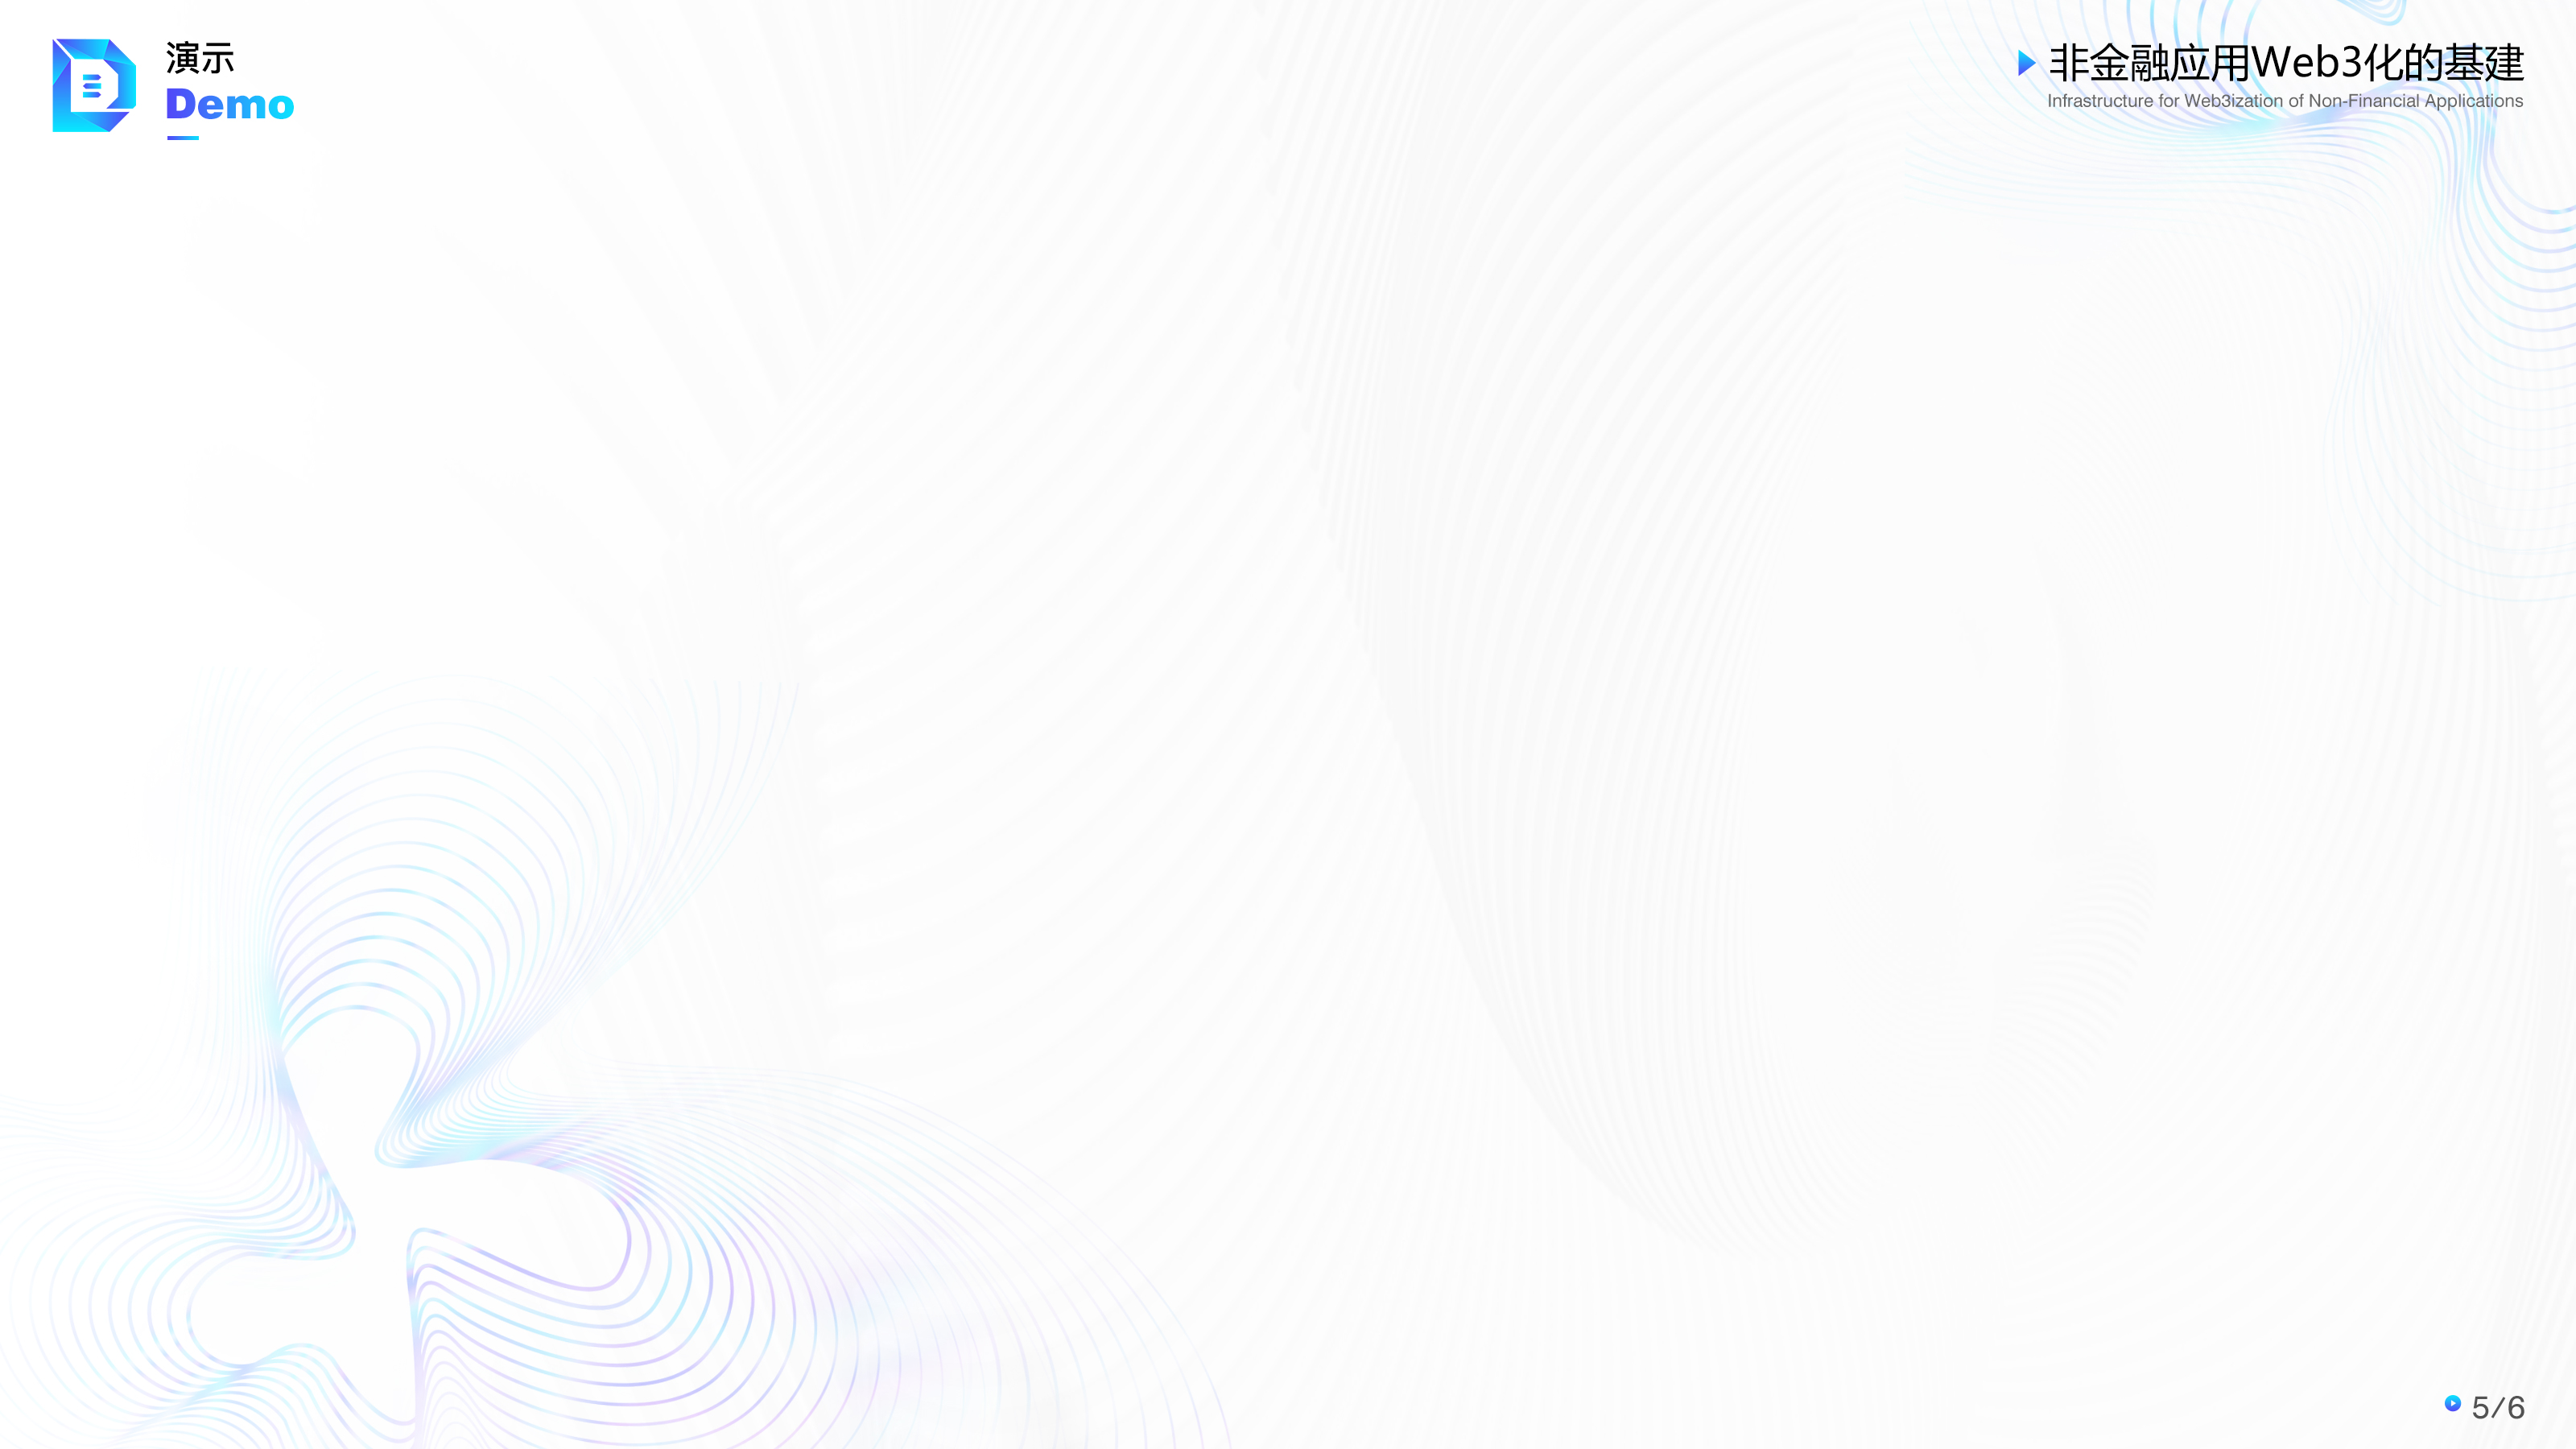 演示
Demo
非金融应用Web3化的基建
Infrastructure for Web3ization of Non-Financial Applications
5/6